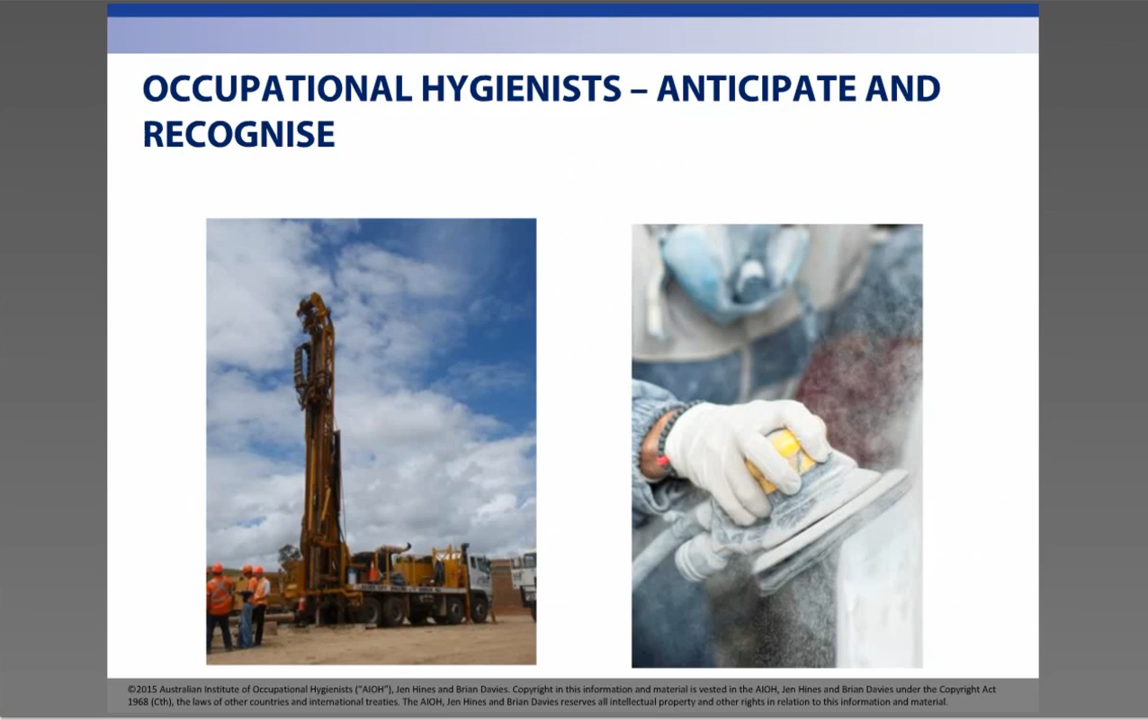 OCCUPATIONAL HYGIENISTS – ANTICIPATE AND
RECOGNISE
©2015 Australian Institute of Occupational Hygienists ("AIOH"), Jen Hines and Brian Davies. Copyright in this information and material is vested in the AIOH, Jen Hines and Brian Davies under the Copyright Act
1968 (Cth), the laws of other countries and international treaties. The AIOH, Jen Hines and Brian Davies reserves all intellectual property and other rights in relation to this information and material.